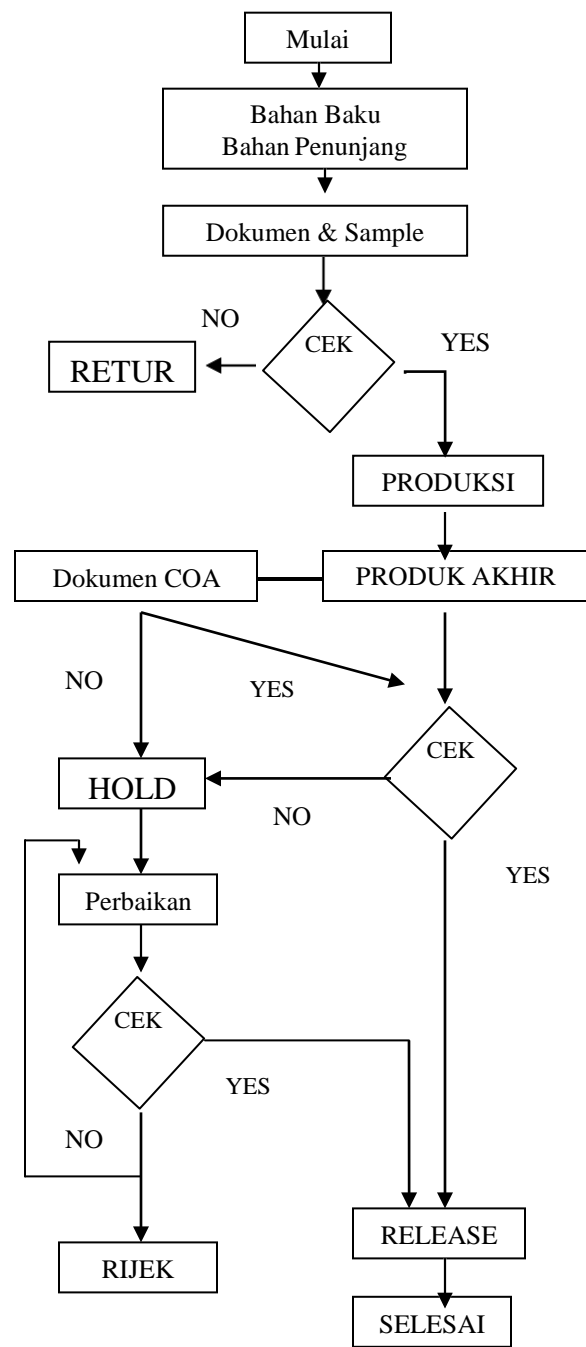 Mulai
Bahan Baku
Bahan Penunjang
Dokumen & Sample
NO
CEK
YES
RETUR
PRODUKSI
Dokumen COA
PRODUK AKHIR
NO
YES
CEK
HOLD
NO
YES
Perbaikan
CEK
YES
NO
RELEASE
RIJEK
SELESAI